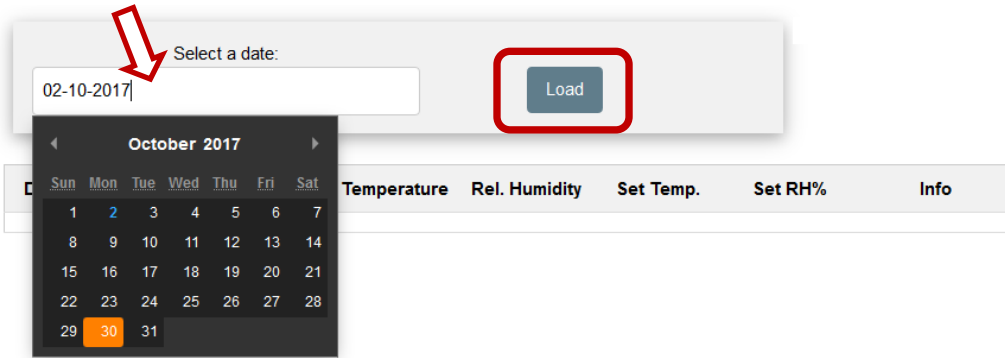 Select a date:
02-10-2017
Load
October 2017
Sun Mon Tue Wed Thu Fri Sat
1 2 3 4 5 6 7
8 9 10 11 12 13 14
15 16 17 18 19 20 21
22 23 24 25 26 27 28
29 30 31
Temperature Rel. Humidity Set Temp. Set RH% Info